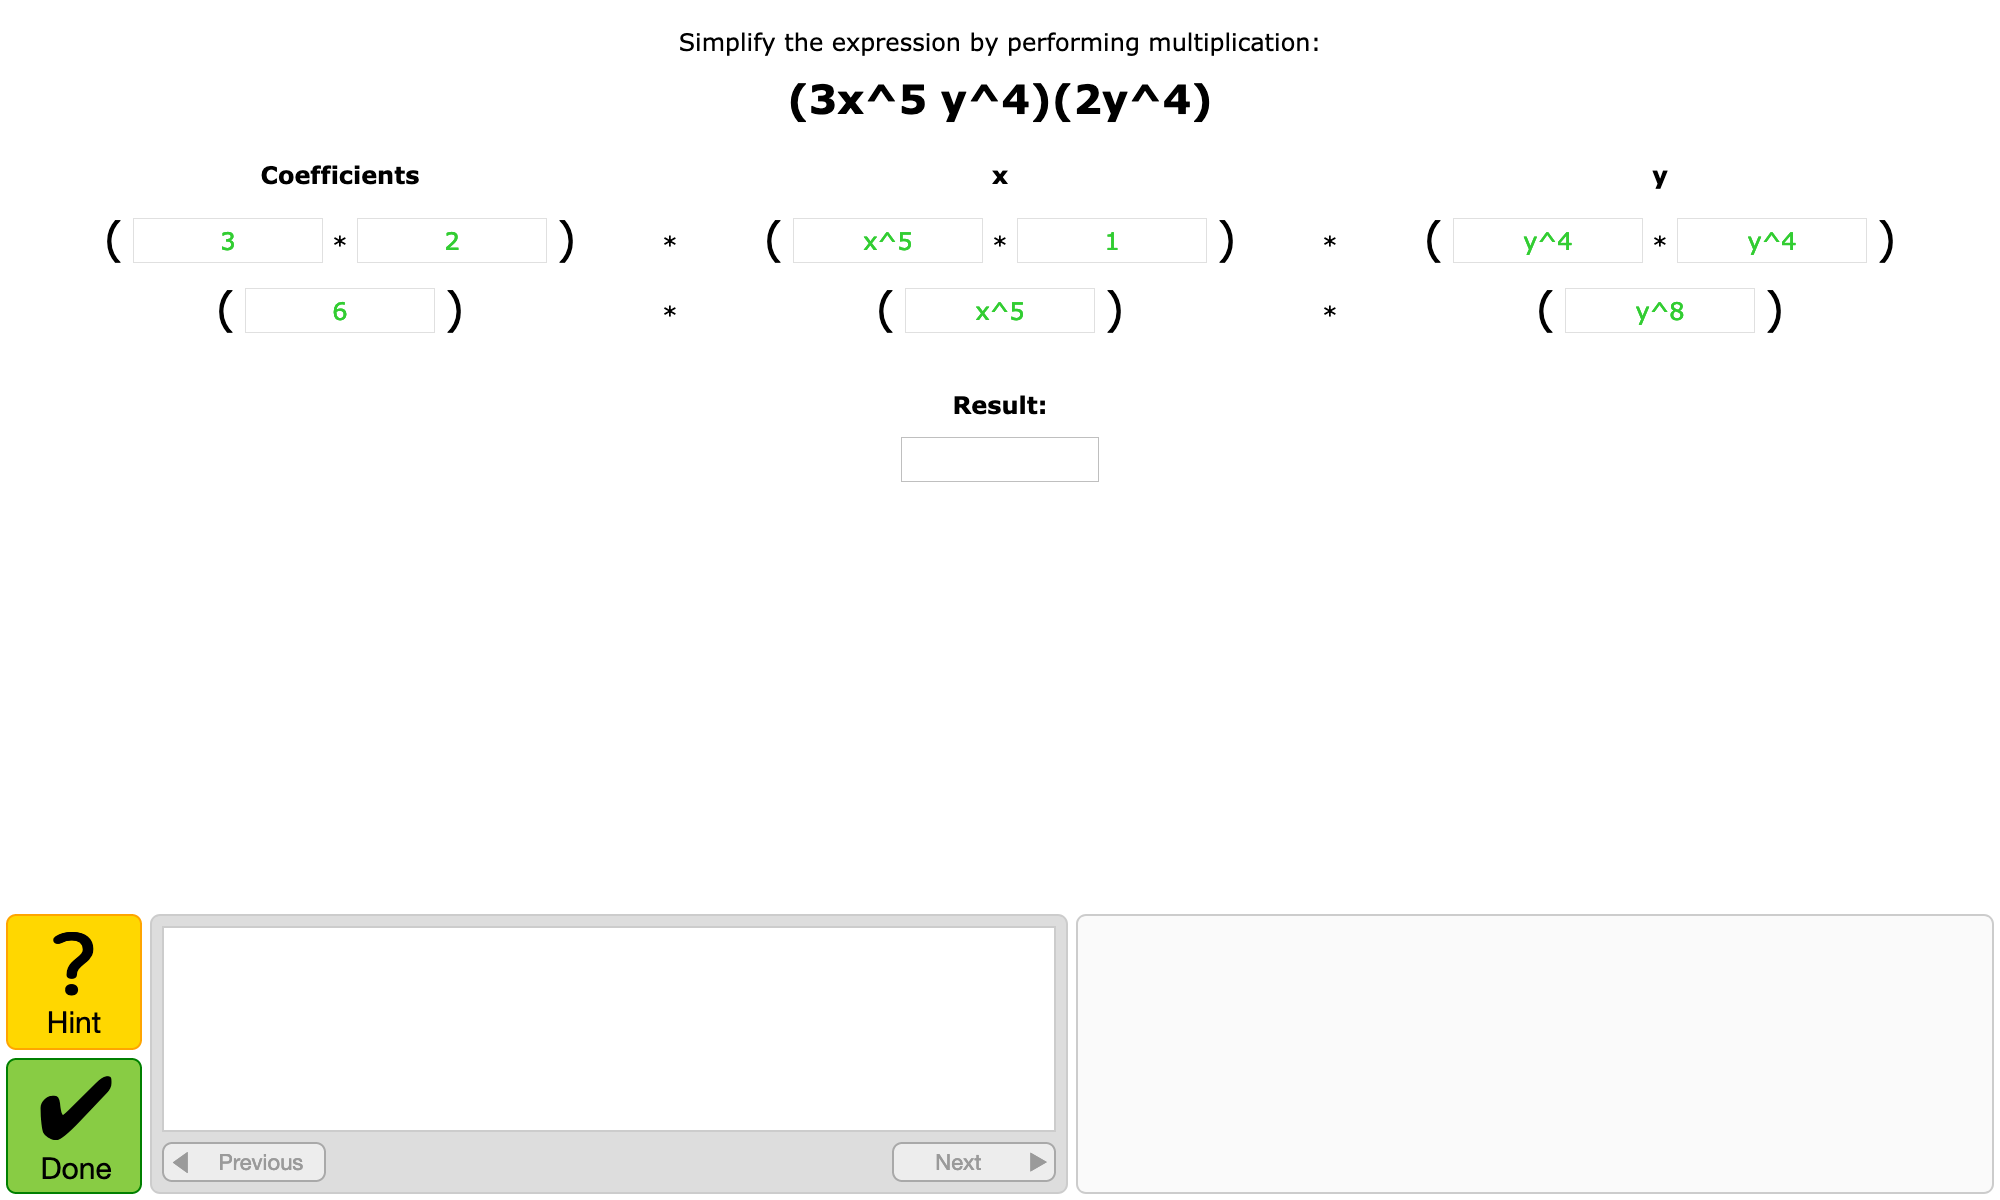 Simplify the expression by performing multiplication:
(3x^5 y^4)(2y^4)
Coefficients x y
( 3 * 2 ) * ( x^5 * 1 ) * ( y^4 * y^4 )
( 6 ) * ( x^5 ) * ( y^8 )
Result:
? Hint
Done
Previous Next